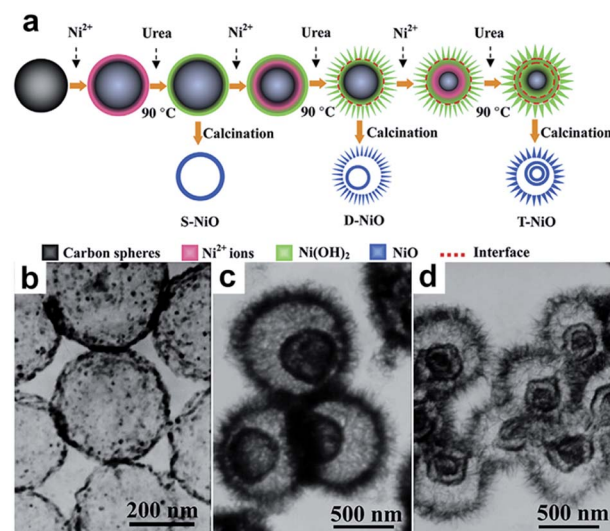 a
Ni²⁺ Urea Ni²⁺ Urea Ni²⁺ Urea
90 °C 90 °C 90 °C
Calcination Calcination Calcination
S-NiO D-NiO T-NiO
Carbon spheres Ni²⁺ ions Ni(OH)₂ NiO Interface
b c d
200 nm 500 nm 500 nm